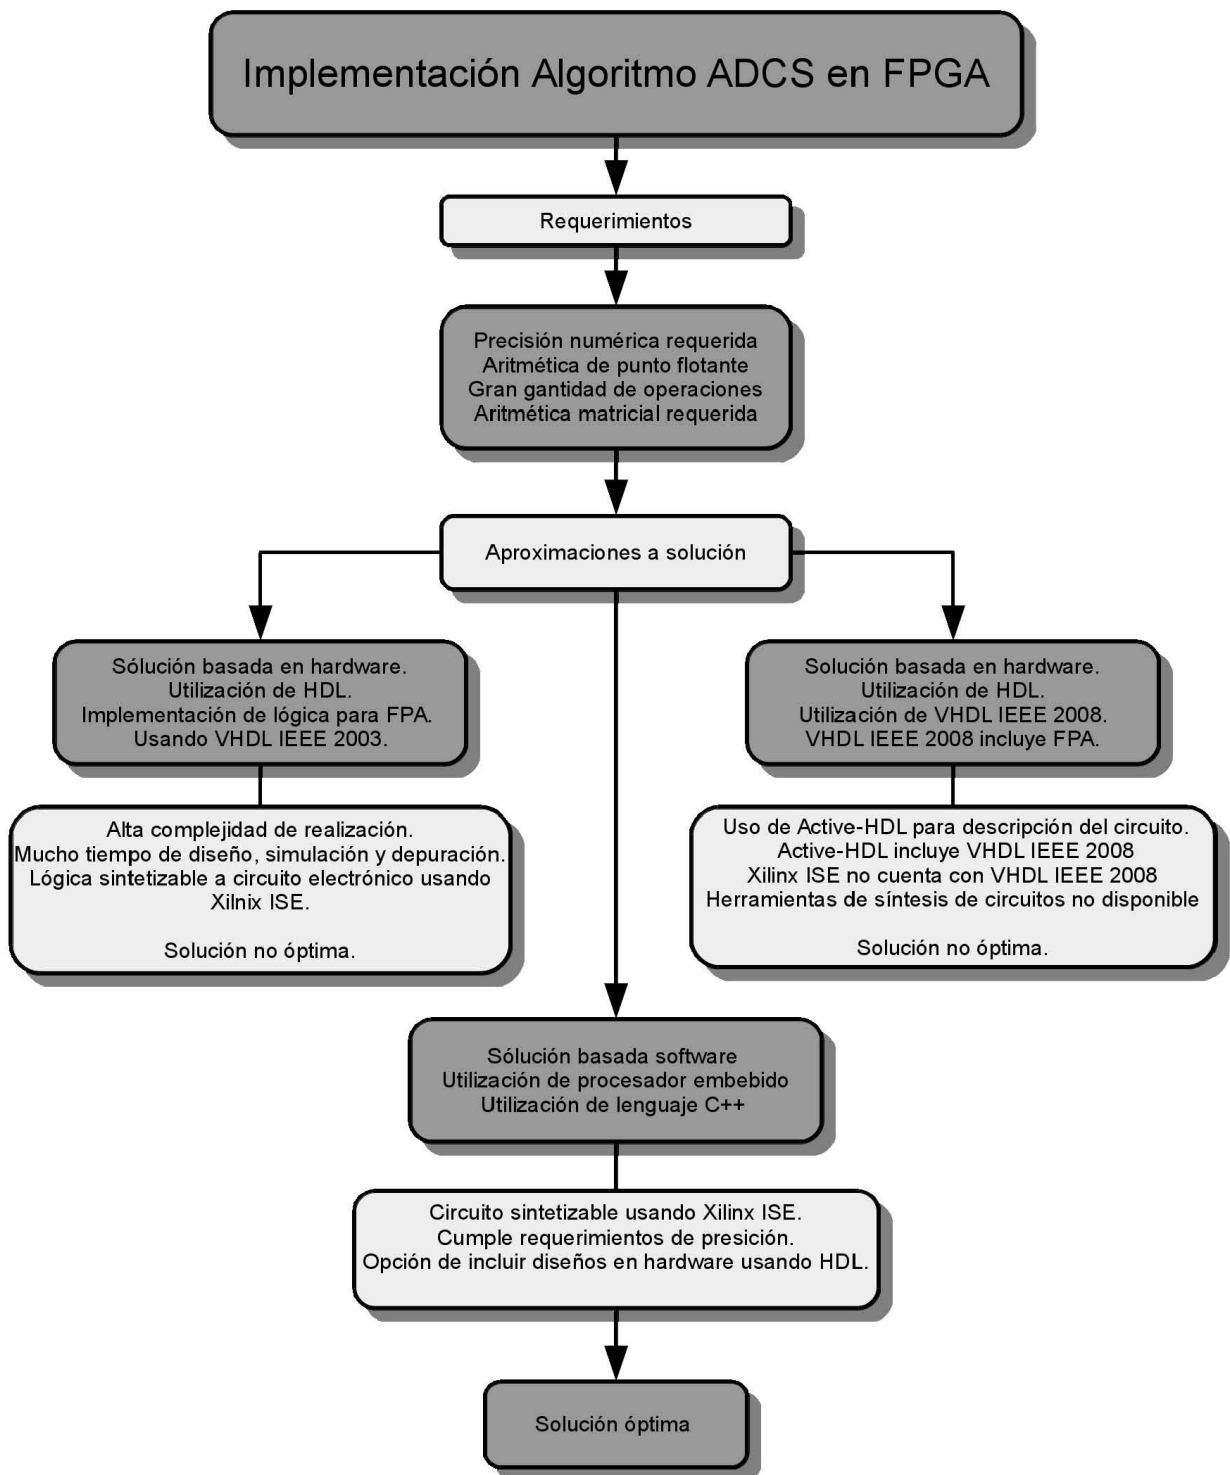 Implementación Algoritmo ADCS en FPGA
Requerimientos
Precisión numérica requerida
Aritmética de punto flotante
Gran gantidad de operaciones
Aritmética matricial requerida
Aproximaciones a solución
Sólución basada en hardware.
Utilización de HDL.
Implementación de lógica para FPA.
Usando VHDL IEEE 2003.
Alta complejidad de realización.
Mucho tiempo de diseño, simulación y depuración.
Lógica sintetizable a circuito electrónico usando
Xilnix ISE.
Solución no óptima.
Solución basada en hardware.
Utilización de HDL.
Utilización de VHDL IEEE 2008.
VHDL IEEE 2008 incluye FPA.
Uso de Active-HDL para descripción del circuito.
Active-HDL incluye VHDL IEEE 2008
Xilinx ISE no cuenta con VHDL IEEE 2008
Herramientas de síntesis de circuitos no disponible
Solución no óptima.
Sólución basada software
Utilización de procesador embebido
Utilización de lenguaje C++
Circuito sintetizable usando Xilinx ISE.
Cumple requerimientos de presición.
Opción de incluir diseños en hardware usando HDL.
Solución óptima